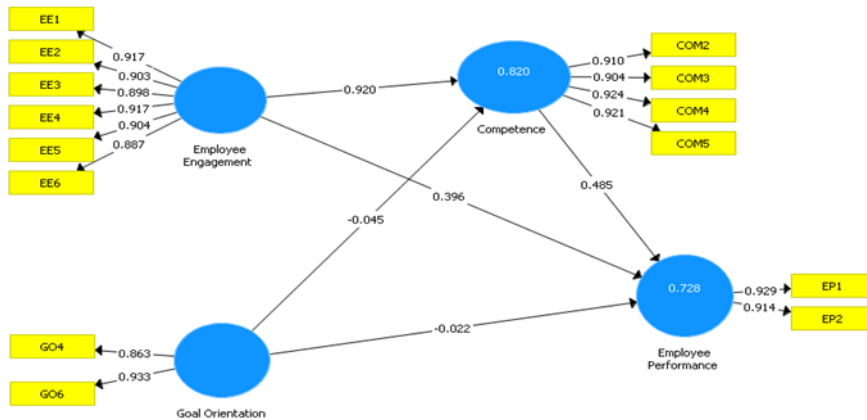 EE1
EE2
EE3
EE4
EE5
EE6
0.917
0.903
0.898
0.917
0.904
0.887
Employee
Engagement
0.920
0.820
Competence
0.910
0.904
0.924
0.921
COM2
COM3
COM4
COM5
0.396
0.485
-0.045
-0.022
GO4
GO6
0.863
0.933
Goal Orientation
0.728
Employee
Performance
0.929
0.914
EP1
EP2